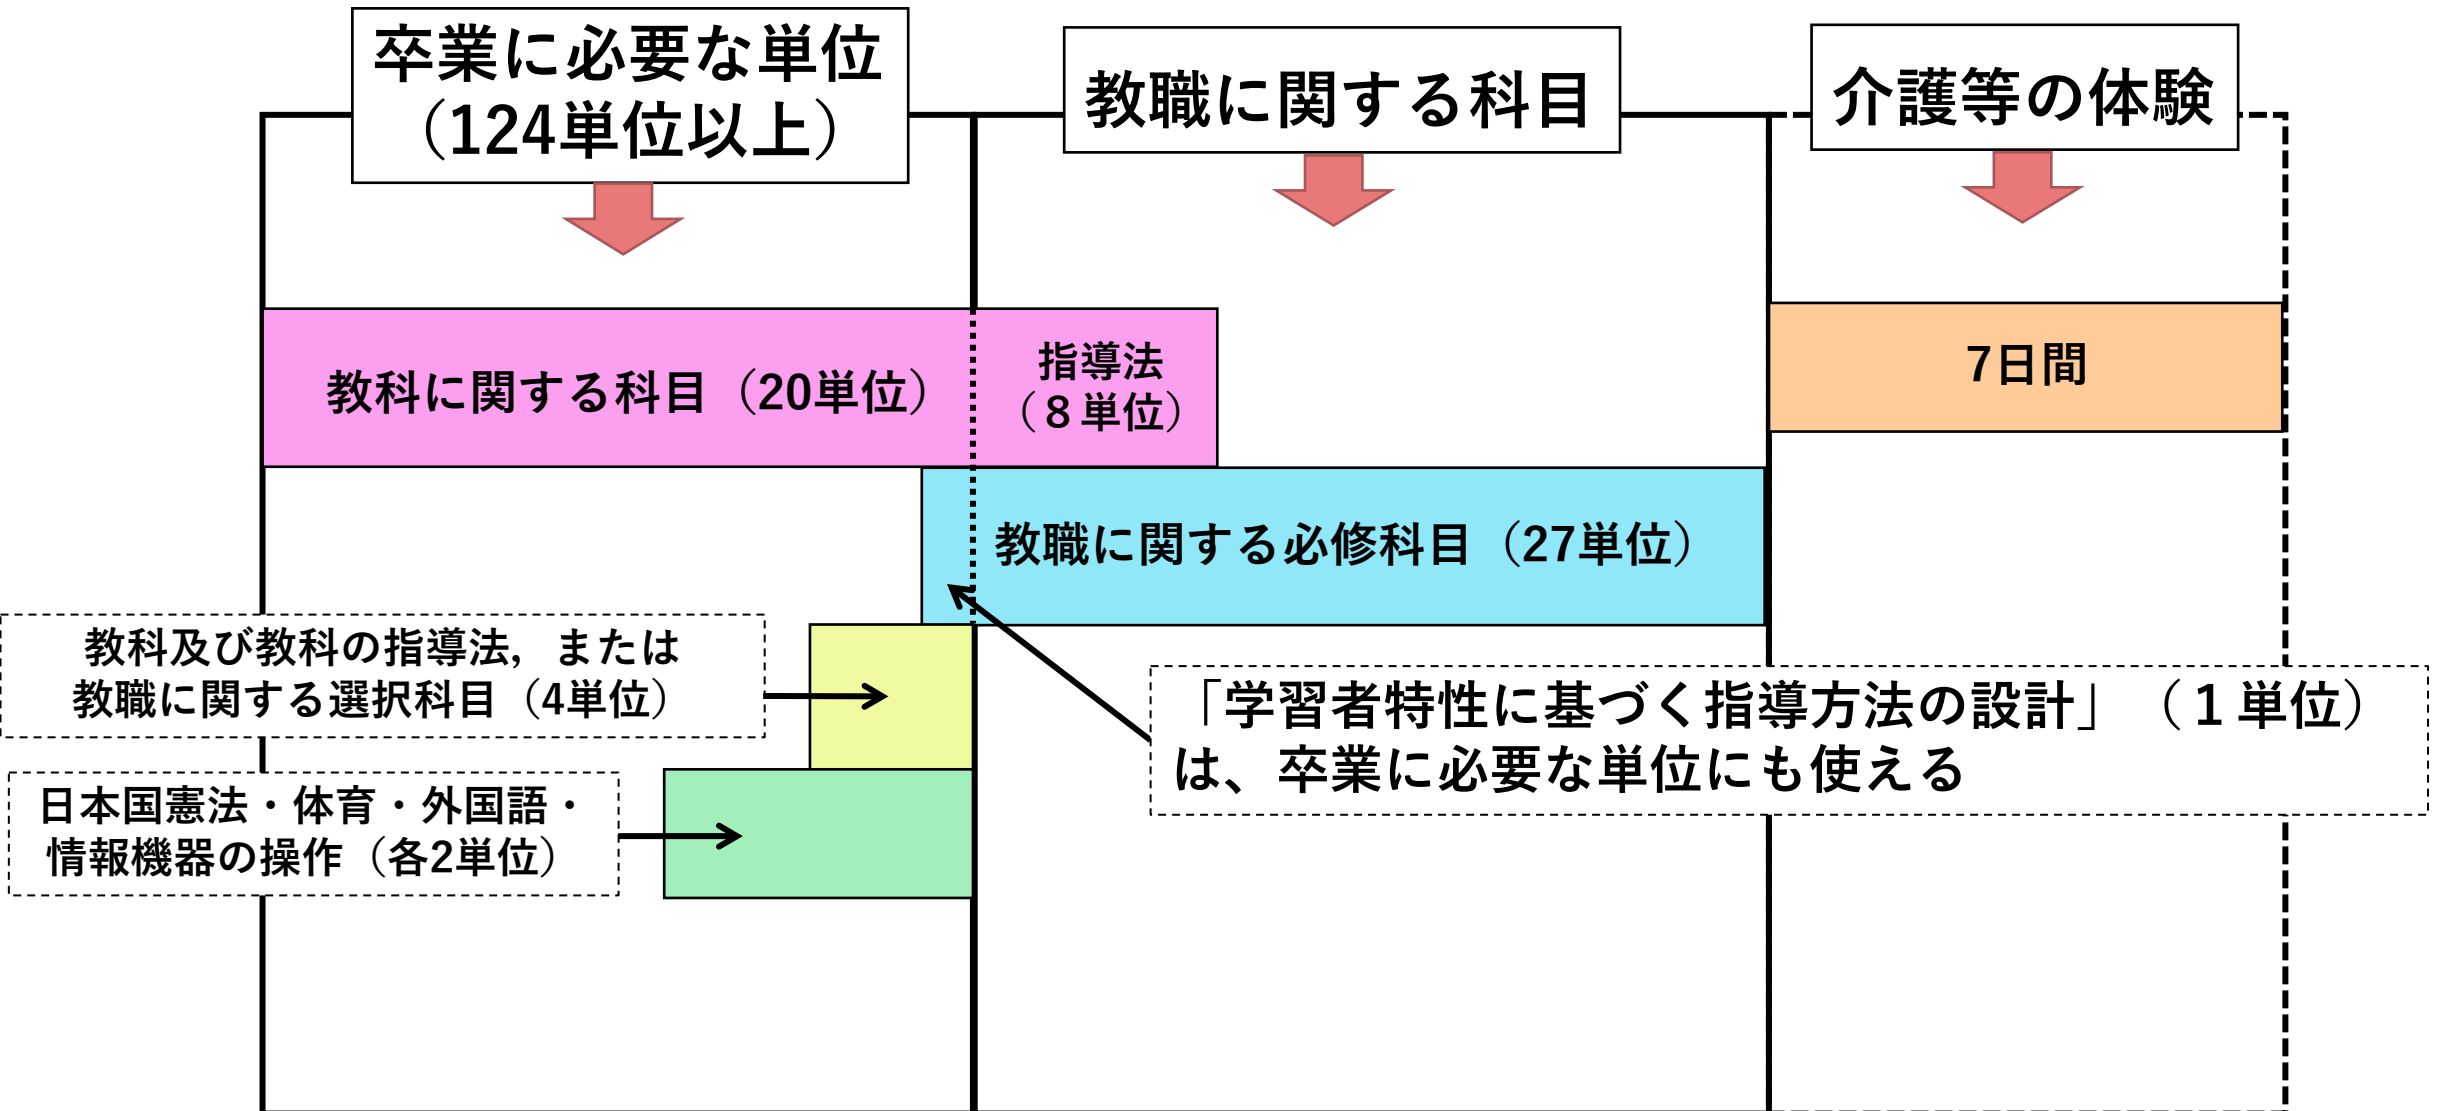 卒業に必要な単位
（124単位以上）
教職に関する科目
介護等の体験
教科に関する科目（20単位）
指導法
（８単位）
7日間
教職に関する必修科目（27単位）
教科及び教科の指導法，または
教職に関する選択科目（4単位）
「学習者特性に基づく指導方法の設計」（１単位）
は、卒業に必要な単位にも使える
日本国憲法・体育・外国語・
情報機器の操作（各2単位）